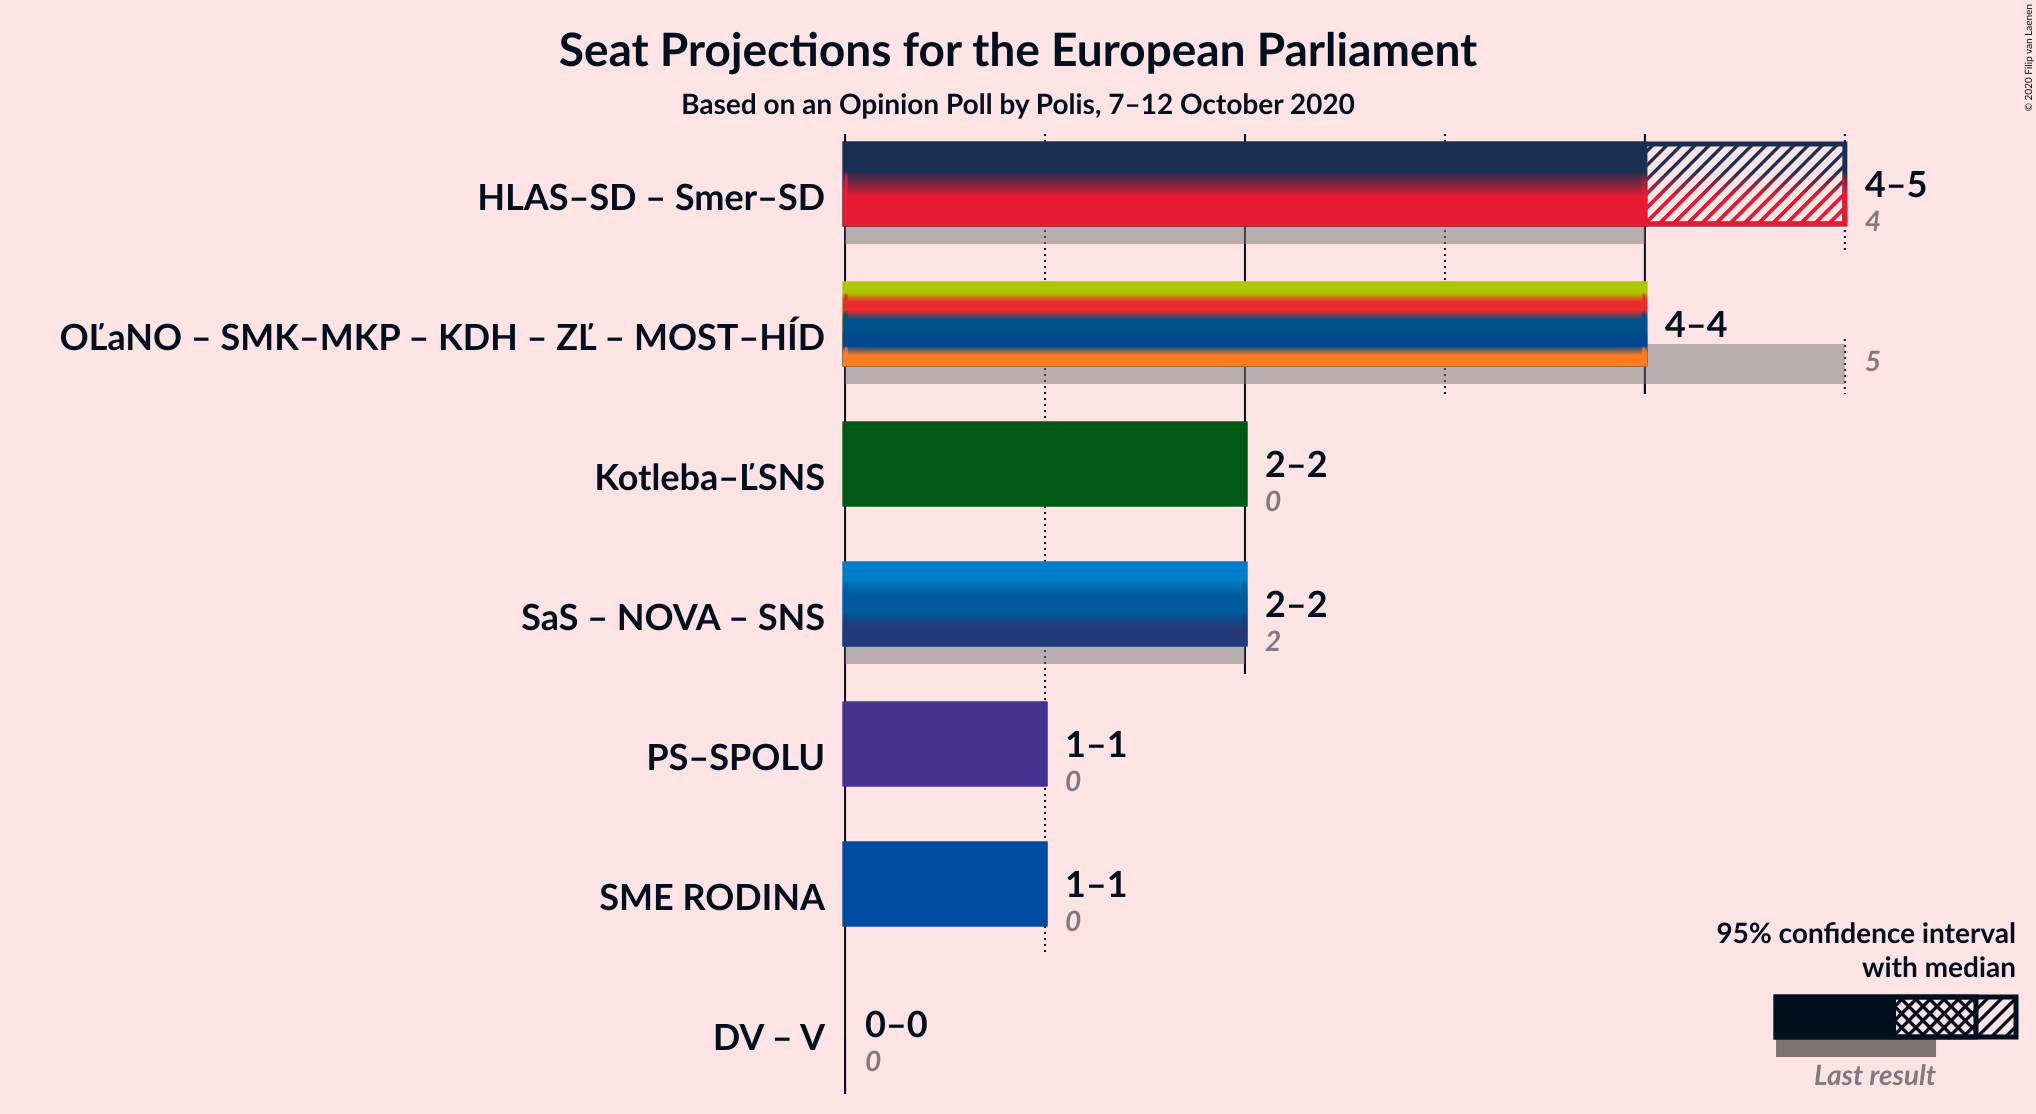 Seat Projections for the European Parliament
Based on an Opinion Poll by Polis, 7–12 October 2020
© 2020 Filip van Laenen
HLAS–SD – Smer–SD
4–5
4
OĽaNO – SMK–MKP – KDH – ZĽ – MOST–HÍD
4–4
5
Kotleba–ĽSNS
2–2
0
SaS – NOVA – SNS
2–2
2
PS–SPOLU
1–1
0
SME RODINA
1–1
0
DV – V
0–0
0
95% confidence interval
with median
Last result